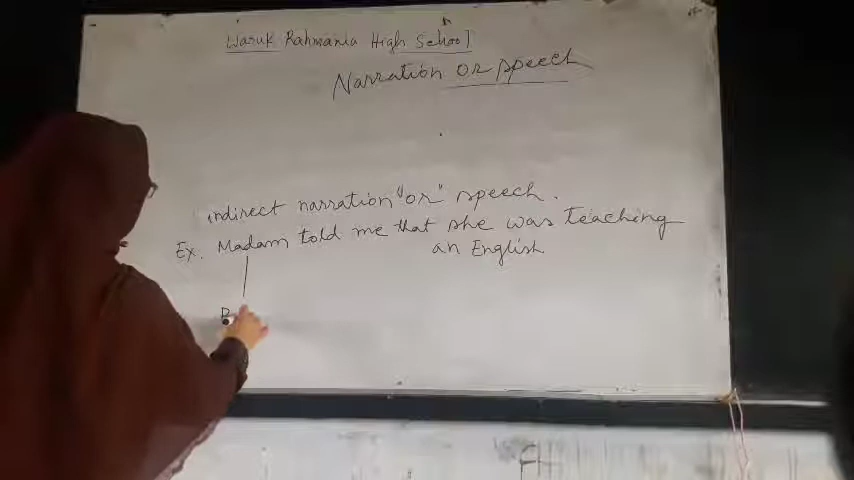 Waruk Rahmania High School
Narration or speech
indirect narration "or" speech.
Ex. Madam told me that she was teaching
an English